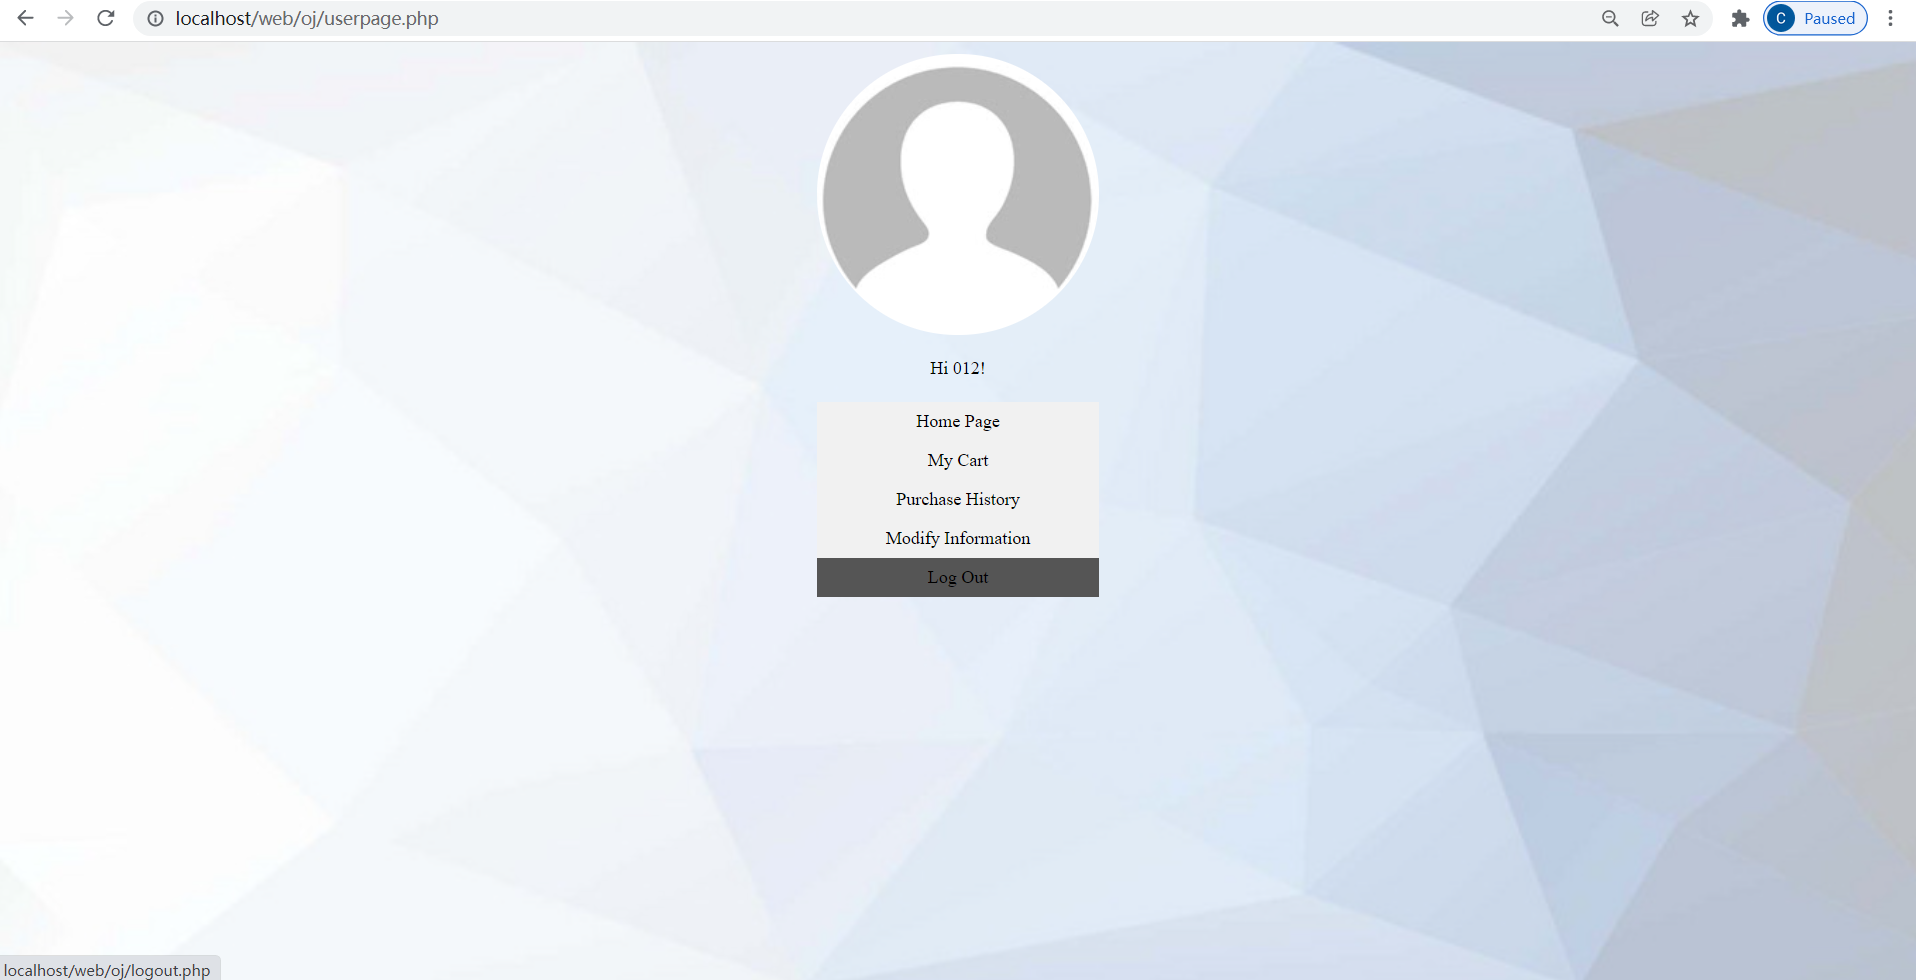 localhost/web/oj/userpage.php
C Paused
Hi 012!
Home Page
My Cart
Purchase History
Modify Information
Log Out
localhost/web/oj/logout.php